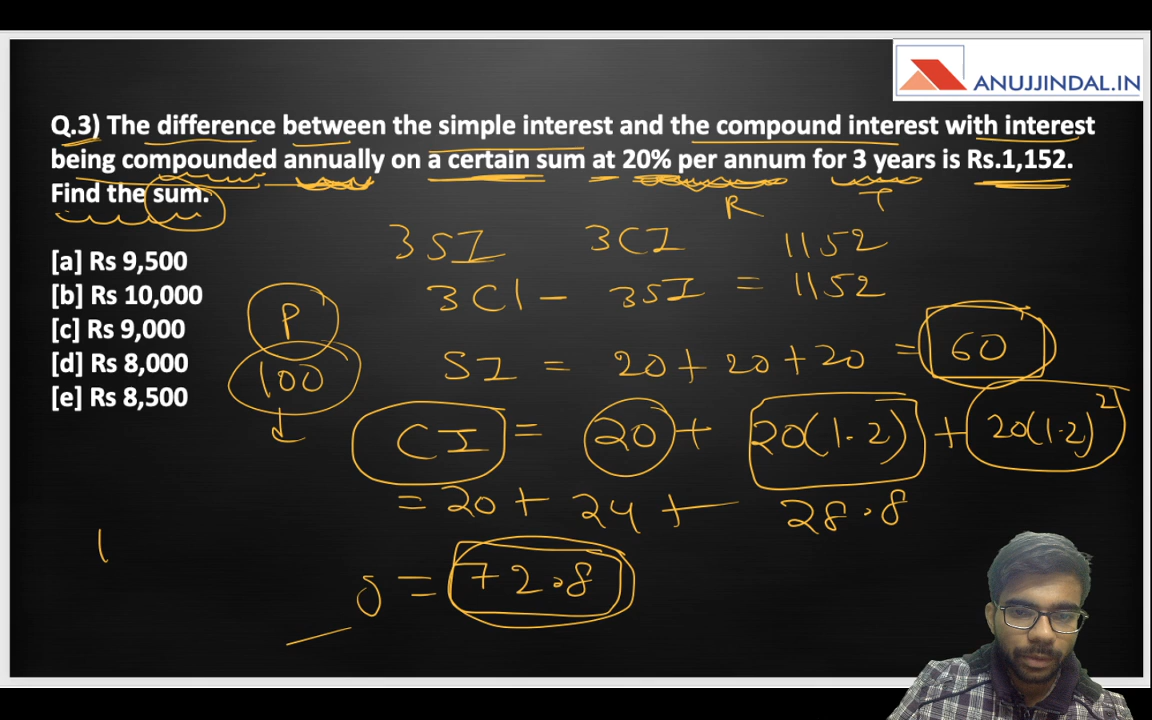 ANUJJINDAL.IN
Q.3) The difference between the simple interest and the compound interest with interest
being compounded annually on a certain sum at 20% per annum for 3 years is Rs.1,152.
Find the sum.
R T
3SI 3CI 1152
3CI - 3SI = 1152
[a] Rs 9,500
[b] Rs 10,000
[c] Rs 9,000
[d] Rs 8,000
[e] Rs 8,500
P
100
SI = 20 + 20 + 20 = 60
CI = 20 + 20(1.2) + 20(1.2)²
= 20 + 24 + 28.8
= 72.8